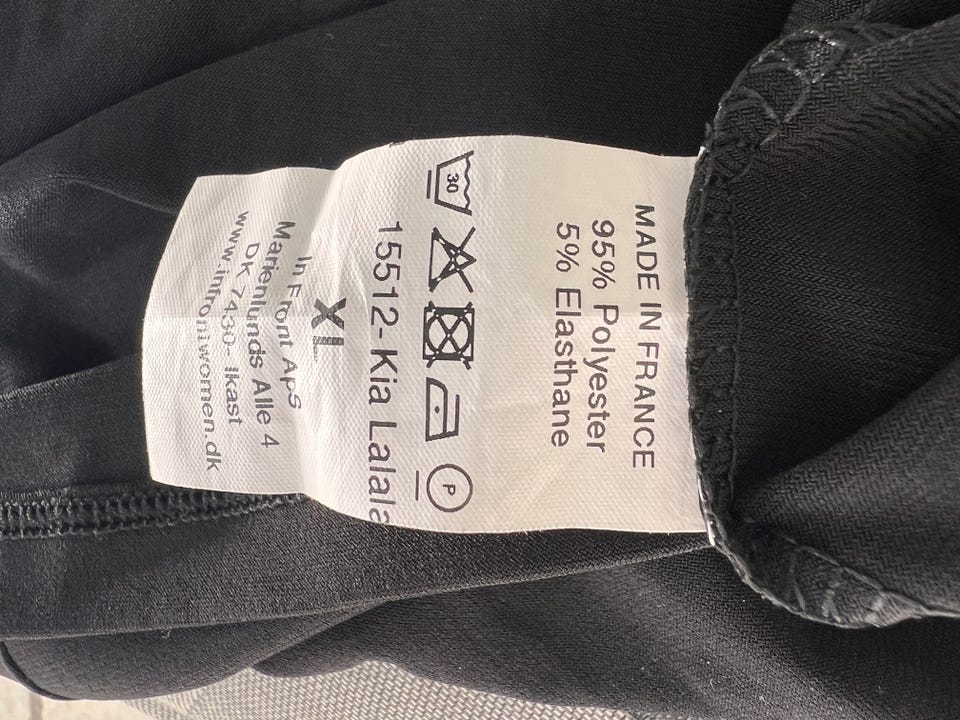 MADE IN FRANCE
95% Polyester
5% Elasthane
30
P
15512-Kia Lalala
XL
In Front Aps
Marienlunds Alle 4
DK 7430- Ikast
www.infrontwomen.dk